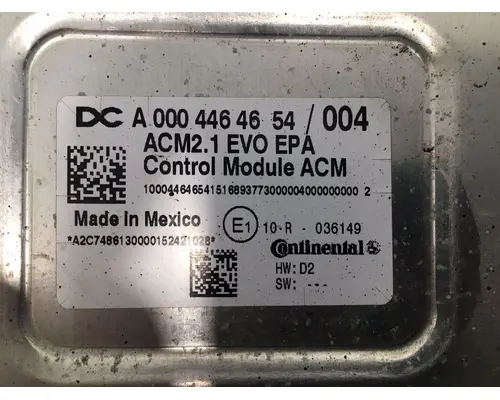 DC A 000 446 46 54 / 004
ACM2.1 EVO EPA
Control Module ACM
10004464654151689377300000400000000 2
Made in Mexico
E1 10-R - 036149
*A2C7486130000152421028*
Continental
HW: D2
SW: ---